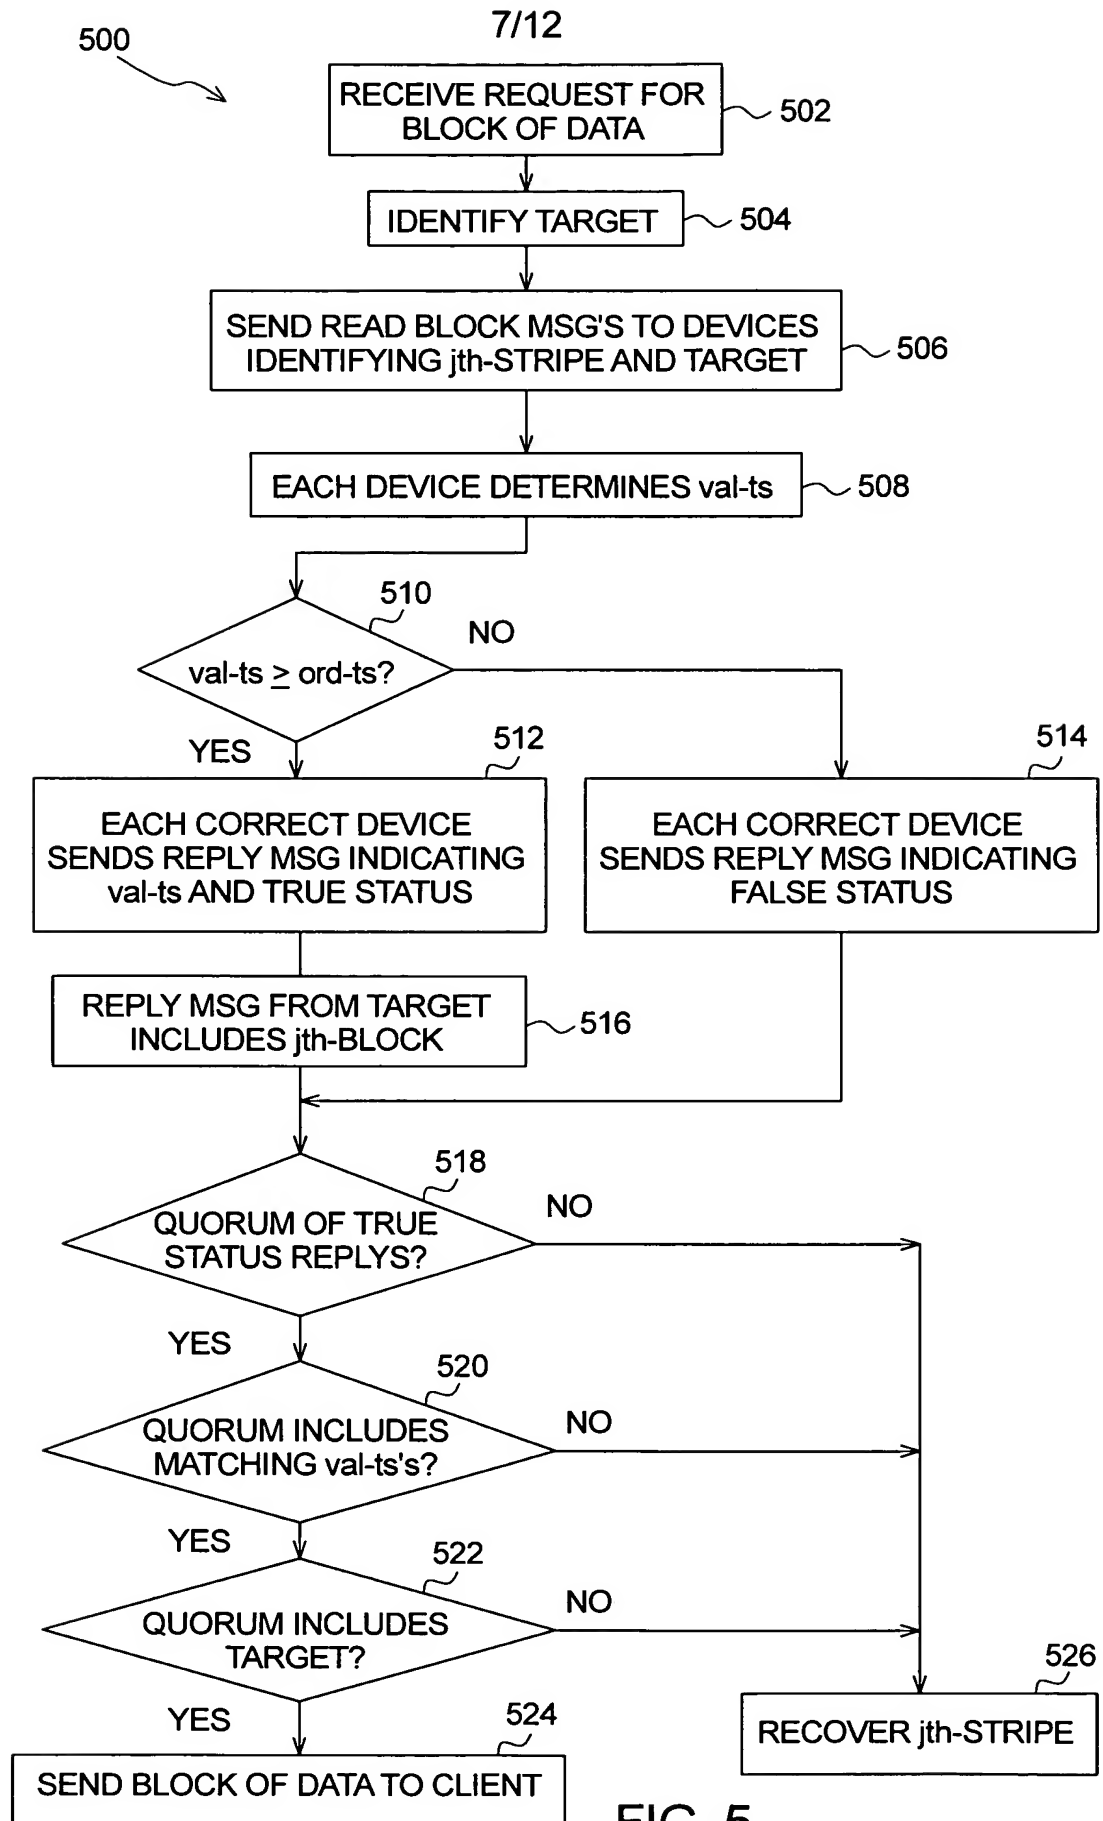 7/12
500
RECEIVE REQUEST FOR
BLOCK OF DATA
502
IDENTIFY TARGET
504
SEND READ BLOCK MSG'S TO DEVICES
IDENTIFYING jth-STRIPE AND TARGET
506
EACH DEVICE DETERMINES val-ts
508
510
NO
val-ts ≥ ord-ts?
YES
512
514
EACH CORRECT DEVICE
SENDS REPLY MSG INDICATING
val-ts AND TRUE STATUS
EACH CORRECT DEVICE
SENDS REPLY MSG INDICATING
FALSE STATUS
REPLY MSG FROM TARGET
INCLUDES jth-BLOCK
516
518
NO
QUORUM OF TRUE
STATUS REPLYS?
YES
520
NO
QUORUM INCLUDES
MATCHING val-ts's?
YES
522
NO
QUORUM INCLUDES
TARGET?
YES
524
526
RECOVER jth-STRIPE
SEND BLOCK OF DATA TO CLIENT
FIG. 5